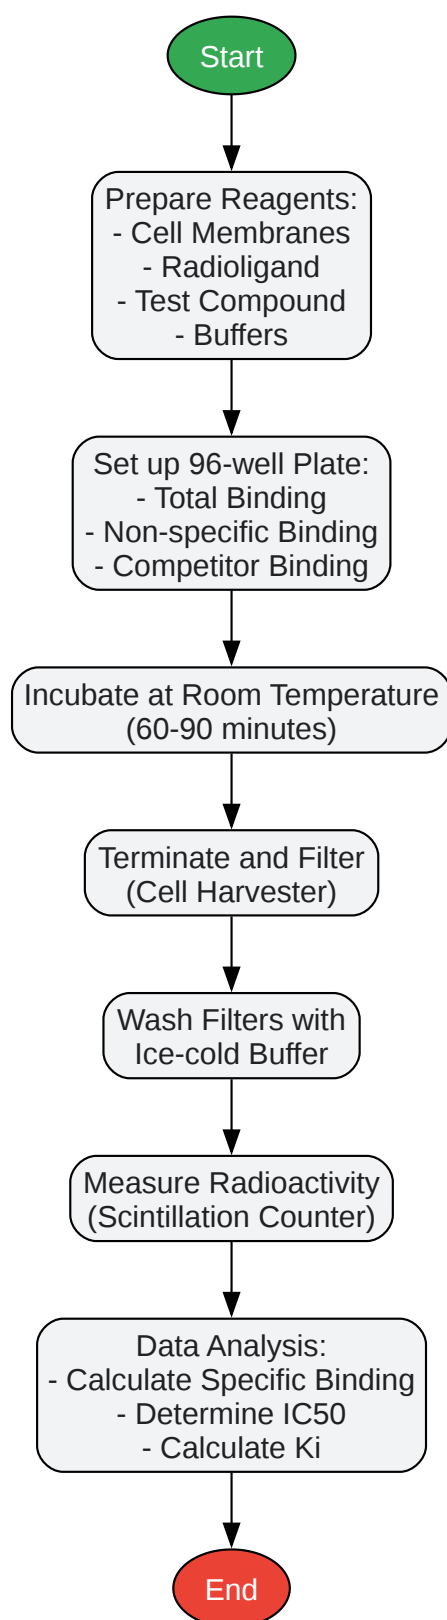 Start
Prepare Reagents:
- Cell Membranes
- Radioligand
- Test Compound
- Buffers
Set up 96-well Plate:
- Total Binding
- Non-specific Binding
- Competitor Binding
Incubate at Room Temperature
(60-90 minutes)
Terminate and Filter
(Cell Harvester)
Wash Filters with
Ice-cold Buffer
Measure Radioactivity
(Scintillation Counter)
Data Analysis:
- Calculate Specific Binding
- Determine IC50
- Calculate Ki
End